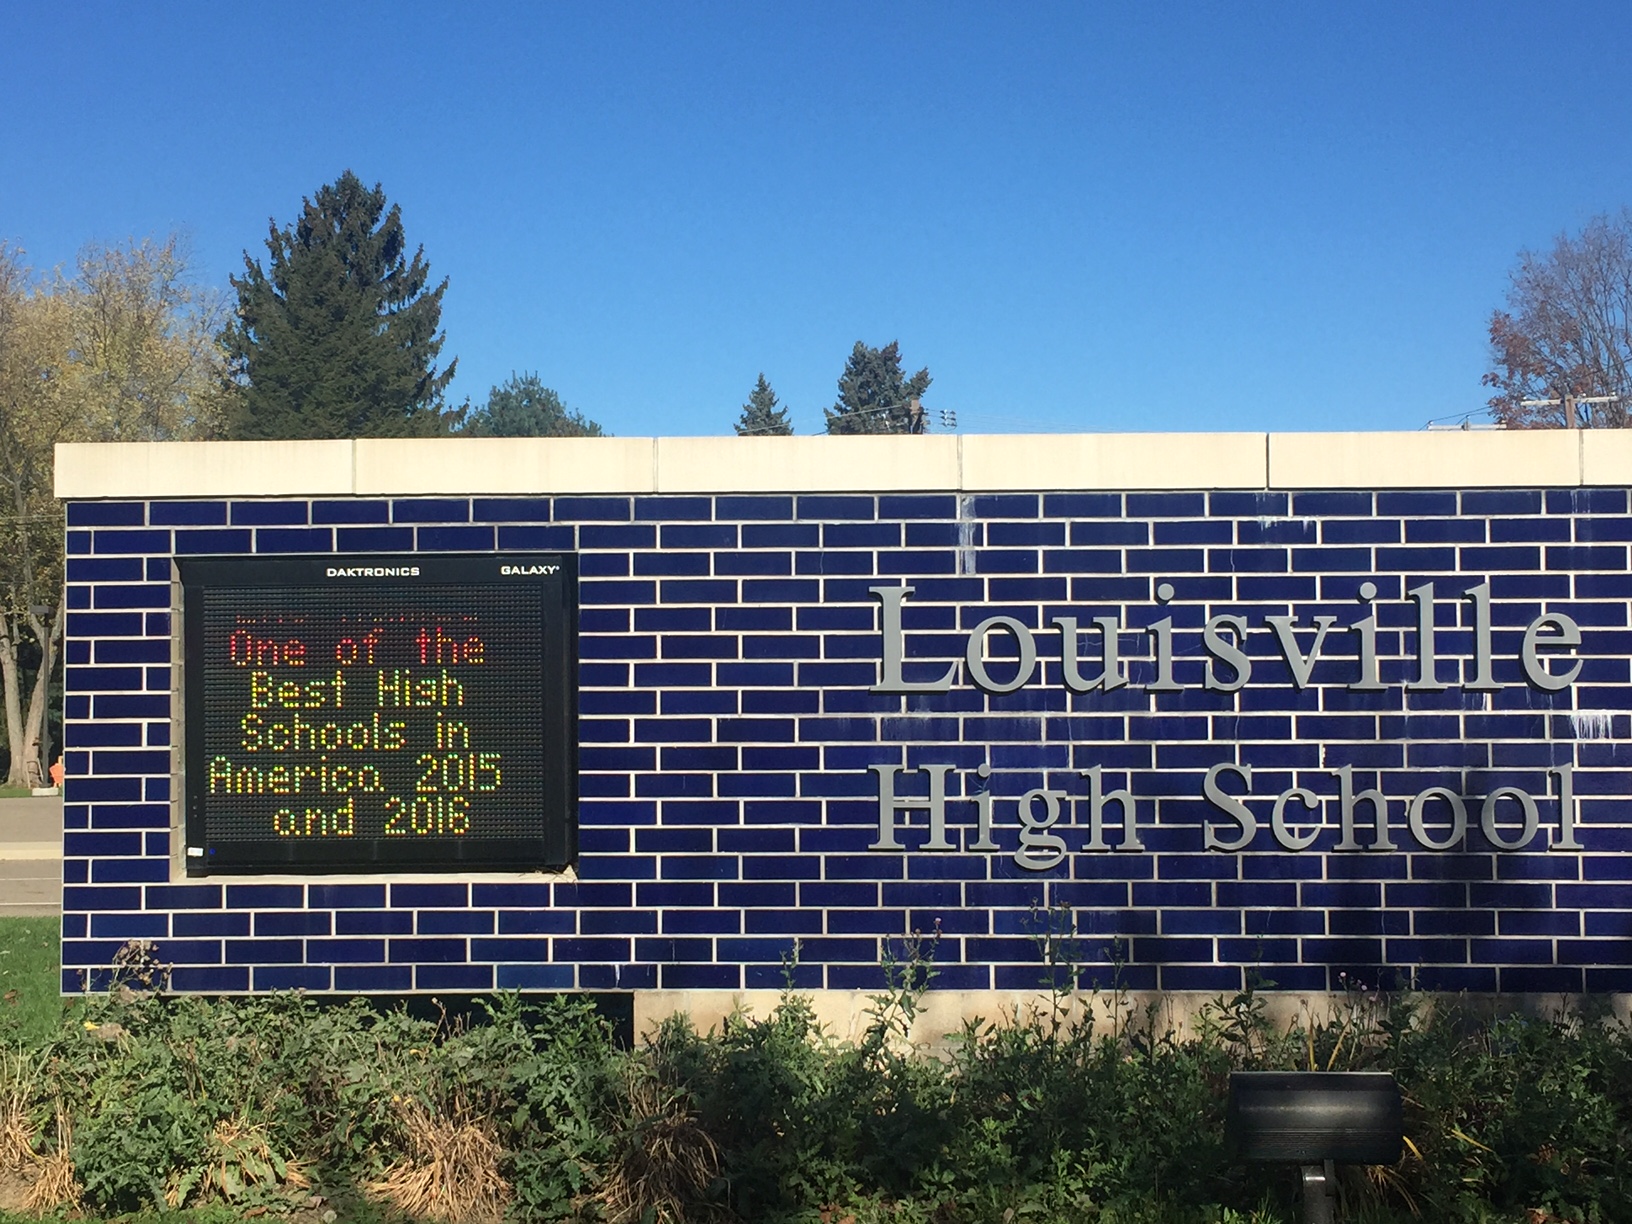 DAKTRONICS GALAXY®
One of the
Best High
Schools in
America 2015
and 2016
Louisville
High School